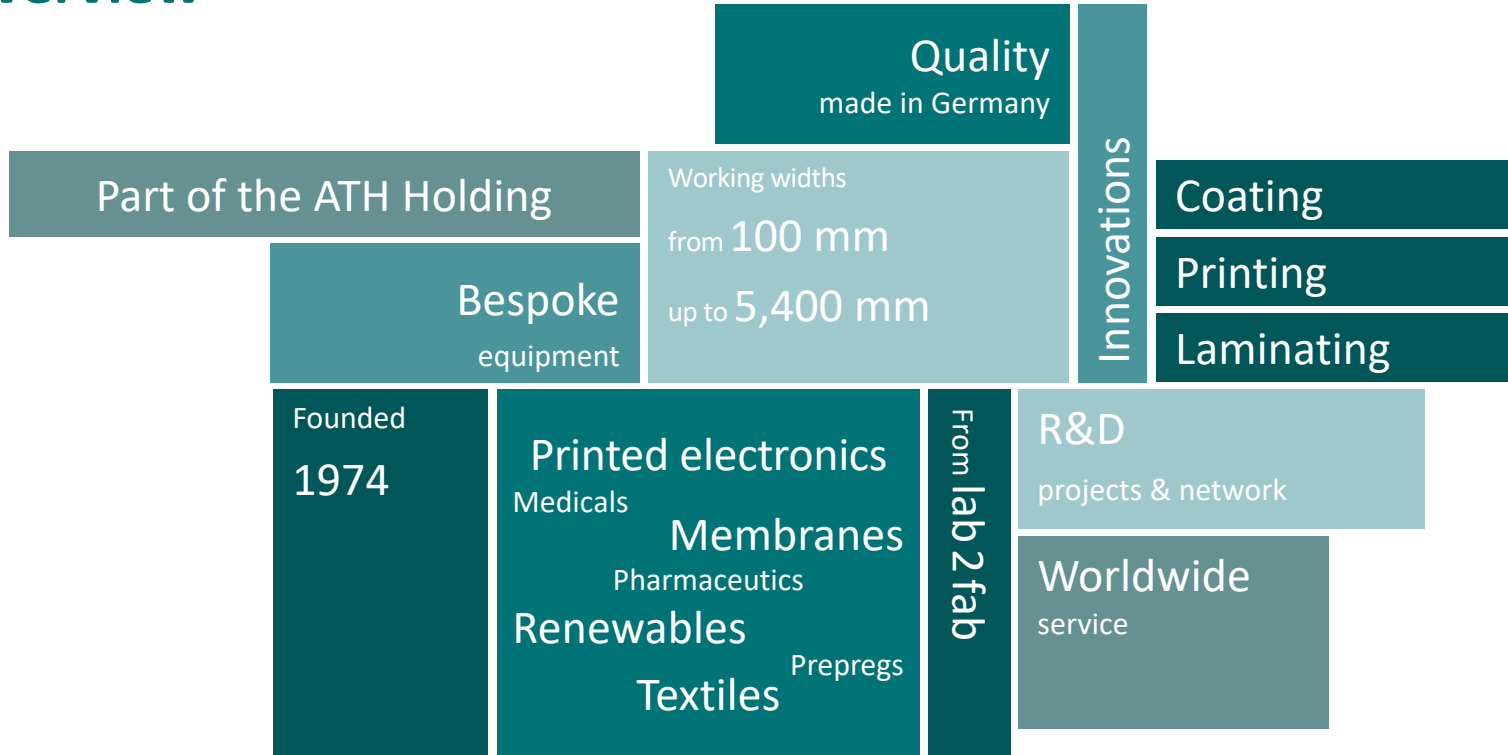 Quality
made in Germany
Innovations
Part of the ATH Holding
Working widths
from 100 mm
up to 5,400 mm
Coating
Printing
Laminating
Bespoke
equipment
Founded
1974
Printed electronics
Medicals
Membranes
Pharmaceutics
Renewables
Prepregs
Textiles
From lab 2 fab
R&D
projects & network
Worldwide
service